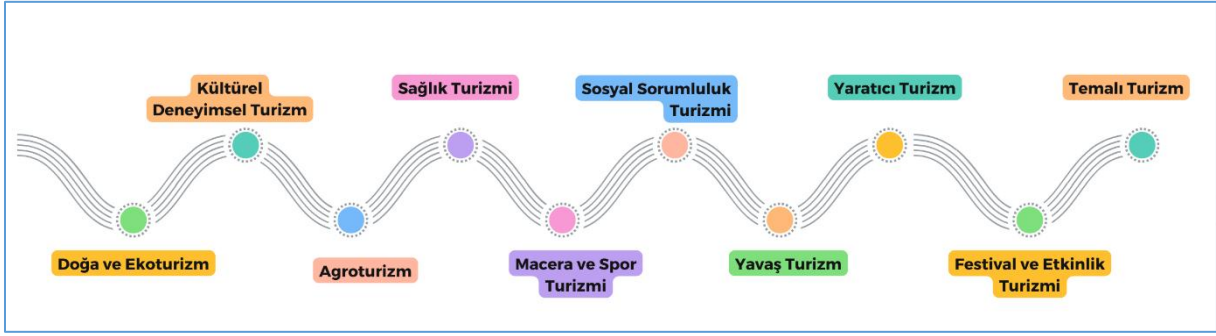 Kültürel
Deneyimsel Turizm
Sağlık Turizmi
Sosyal Sorumluluk
Turizmi
Yaratıcı Turizm
Temalı Turizm
Doğa ve Ekoturizm
Agroturizm
Macera ve Spor
Turizmi
Yavaş Turizm
Festival ve Etkinlik
Turizmi